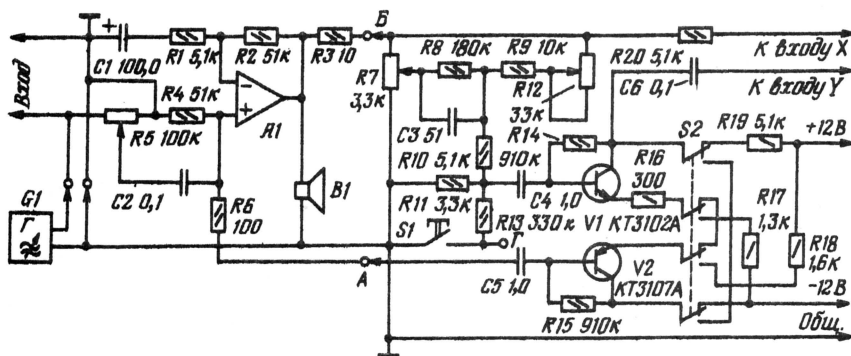 +
Б
R1 5,1к
R2 51к
R3 10
R8 180к
R9 10к
R20 5,1к
К входу X
C1 100,0
R7
3,3к
R12
33к
C6 0,1
К входу Y
Вход
R4 51к
−
+
R5 100к
A1
C3 51
R14
S2
R19 5,1к
+12В
R10 5,1к
910к
R16
300
G1
Г
C2 0,1
R6
100
B1
R11 3,3к
C4 1,0
V1 КТ3102А
R17
1,3к
S1
R13 330к
Г
R18
1,6к
А
C5 1,0
V2
КТ3107А
−12В
R15 910к
Общ.